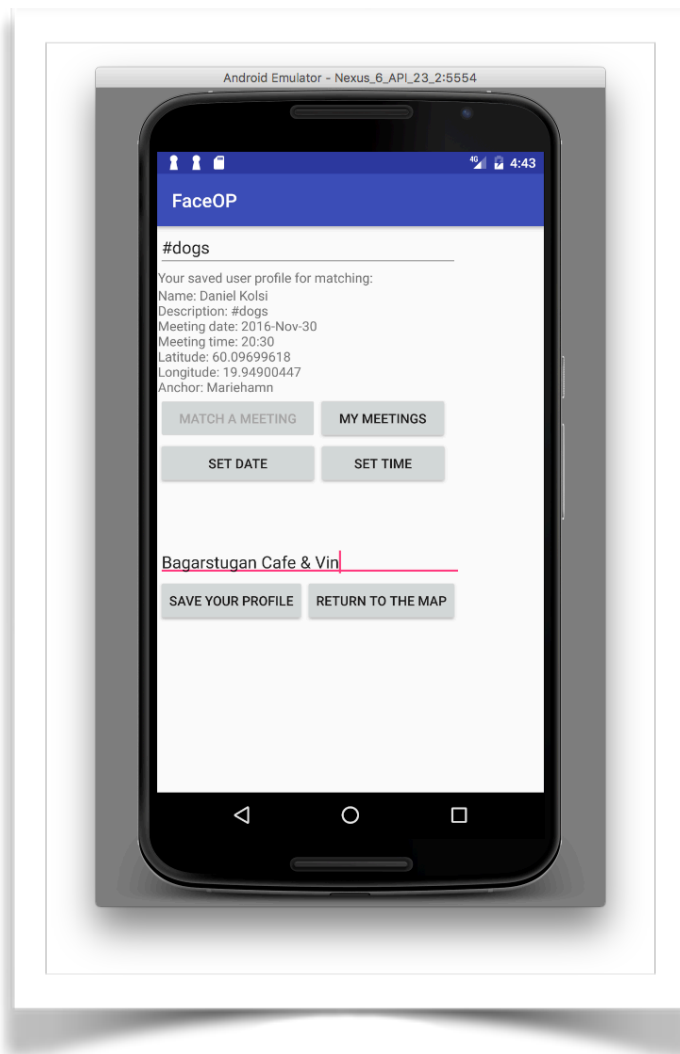 Android Emulator - Nexus_6_API_23_2:5554
4G 4:43
FaceOP
#dogs
Your saved user profile for matching:
Name: Daniel Kolsi
Description: #dogs
Meeting date: 2016-Nov-30
Meeting time: 20:30
Latitude: 60.09699618
Longitude: 19.94900447
Anchor: Mariehamn
MATCH A MEETING MY MEETINGS
SET DATE SET TIME
Bagarstugan Cafe & Vin
SAVE YOUR PROFILE RETURN TO THE MAP